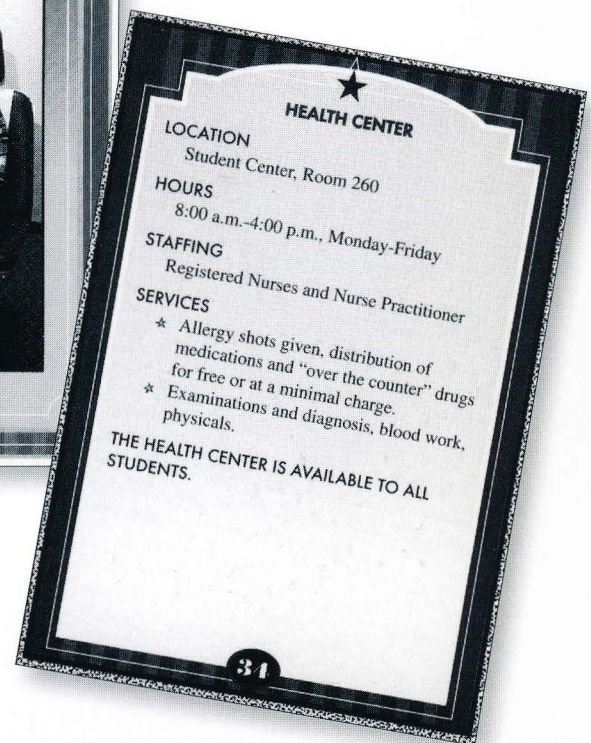 HEALTH CENTER
LOCATION
Student Center, Room 260
HOURS
8:00 a.m.-4:00 p.m., Monday-Friday
STAFFING
Registered Nurses and Nurse Practitioner
SERVICES
☆ Allergy shots given, distribution of
medications and "over the counter" drugs
for free or at a minimal charge.
☆ Examinations and diagnosis, blood work,
physicals.
THE HEALTH CENTER IS AVAILABLE TO ALL
STUDENTS.
34